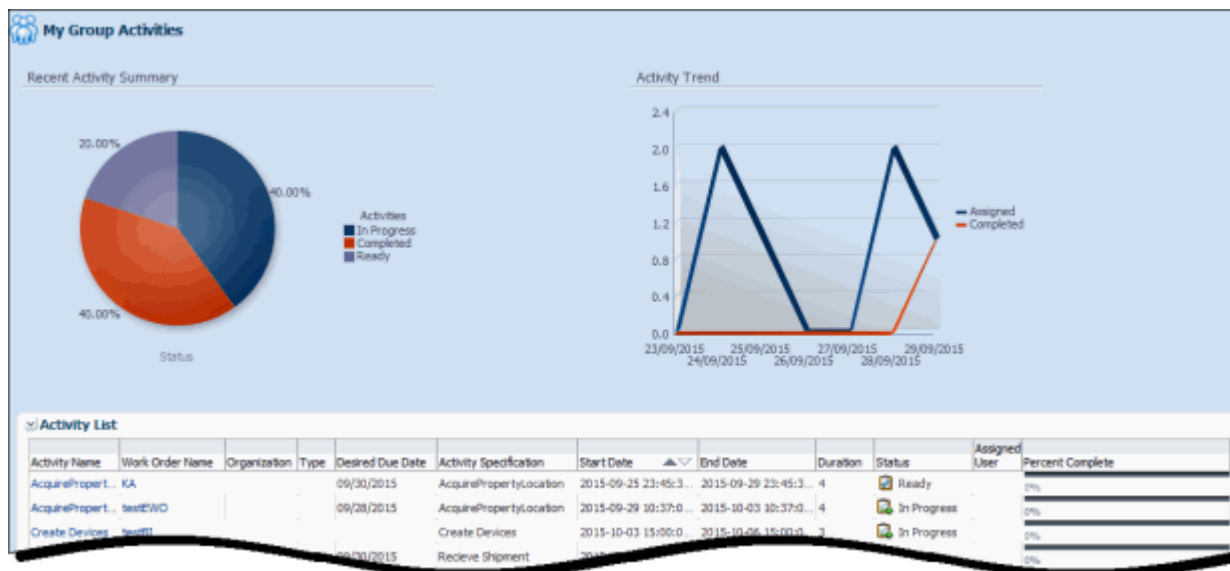 My Group Activities
Recent Activity Summary
20.00%
40.00%
40.00%
Activities
In Progress
Completed
Ready
Status
Activity Trend
2.4
2.0
1.6
1.2
0.8
0.4
0.0
23/09/2015 25/09/2015 27/09/2015 29/09/2015
24/09/2015 26/09/2015 28/09/2015
Assigned
Completed
Activity List
Activity Name Work Order Name Organization Type Desired Due Date Activity Specification Start Date End Date Duration Status Assigned User Percent Complete
AcquirePropert... KA 09/30/2015 AcquirePropertyLocation 2015-09-25 23:45:3... 2015-09-29 23:45:3... 4 Ready 0%
AcquirePropert... testEWO 09/28/2015 AcquirePropertyLocation 2015-09-29 10:37:0... 2015-10-03 10:37:0... 4 In Progress 0%
Create Devices testBI Create Devices 2015-10-03 15:00:0... 2015-10-06 15:00:0... 3 In Progress 0%
09/30/2015 Recieve Shipment 0%